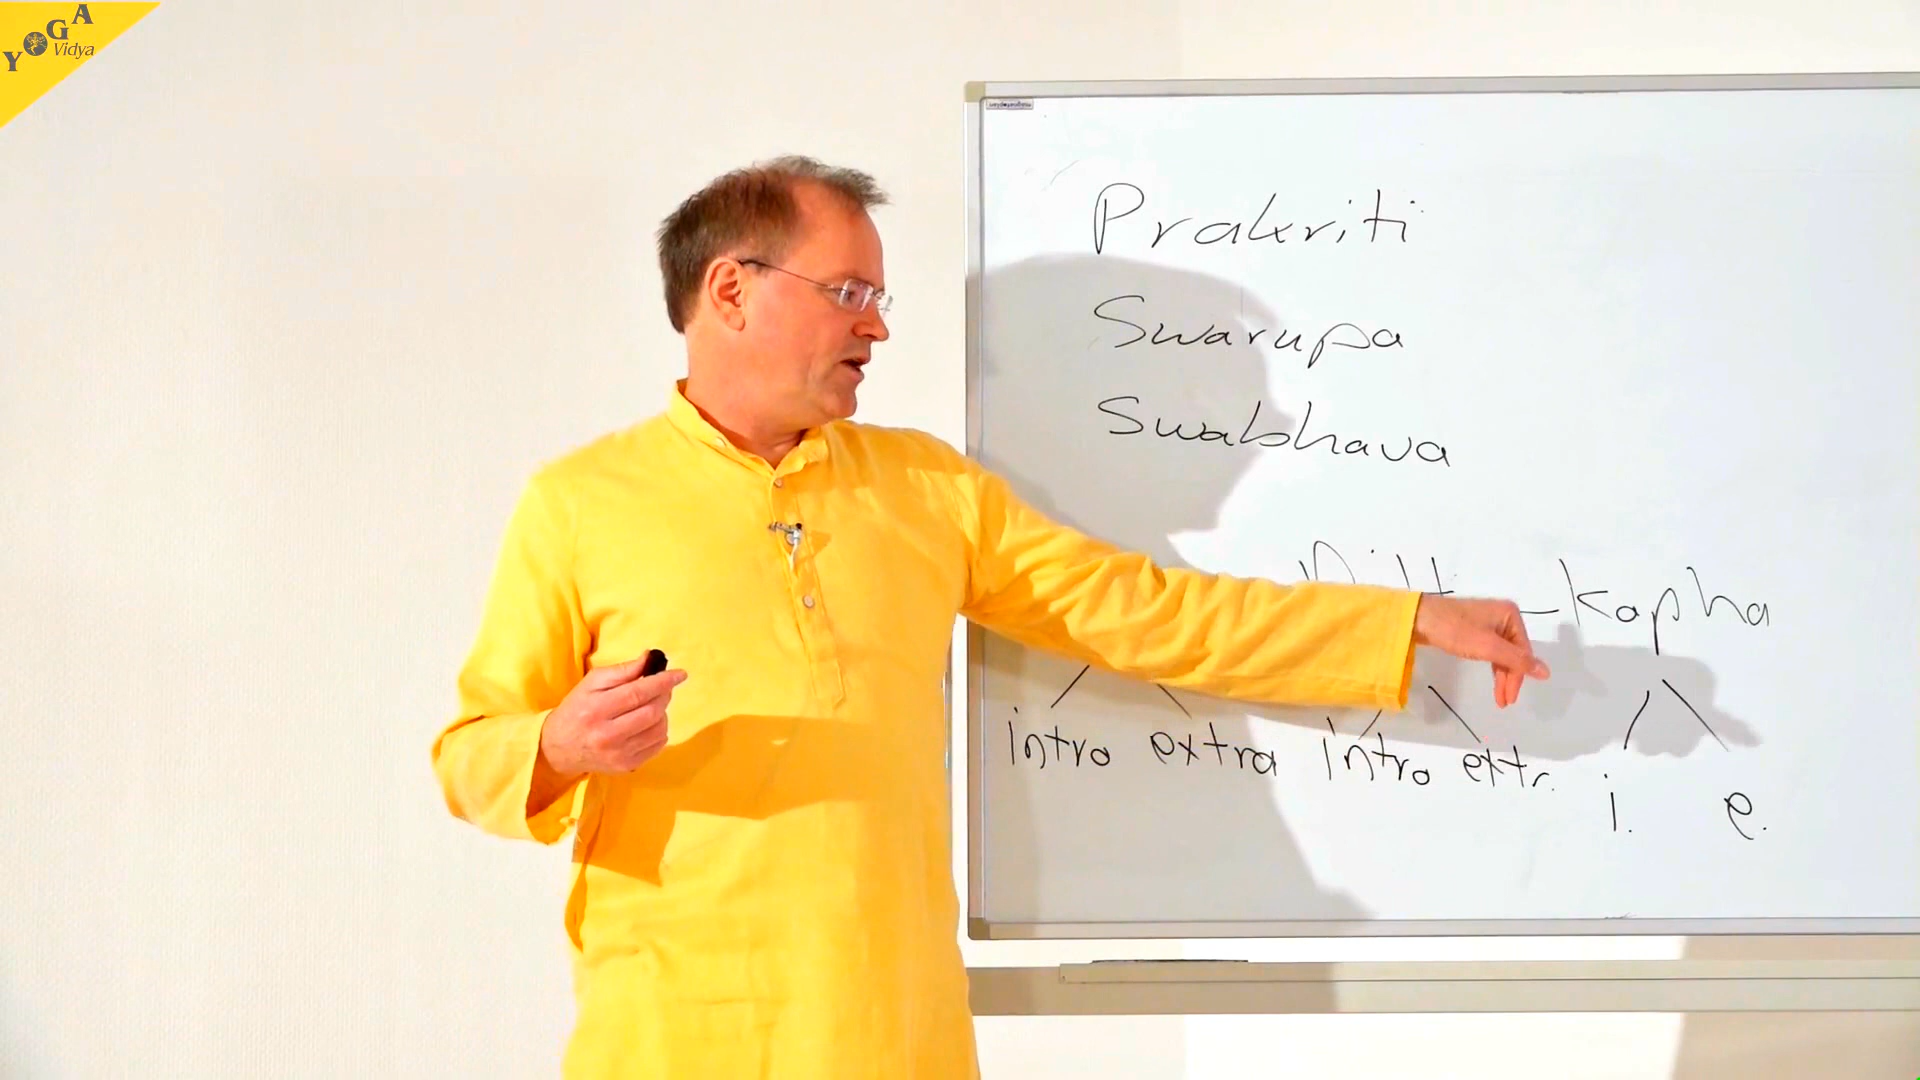 YOGA
Vidya
Prakriti
Swarupa
Swabhava
Kapha
intro extra intro extr.
i. e.